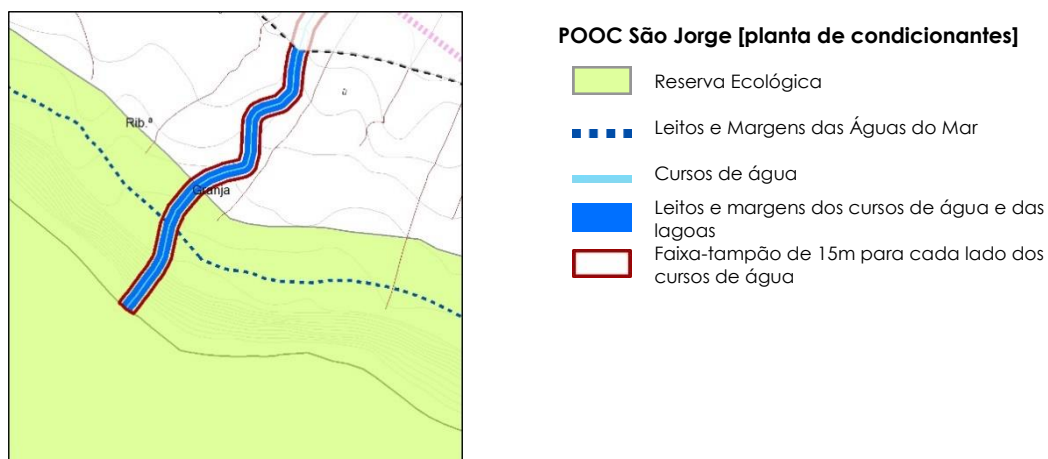 POOC São Jorge [planta de condicionantes]
Reserva Ecológica
Leitos e Margens das Águas do Mar
Cursos de água
Leitos e margens dos cursos de água e das
lagoas
Faixa-tampão de 15m para cada lado dos
cursos de água
Rib.ª
Granja